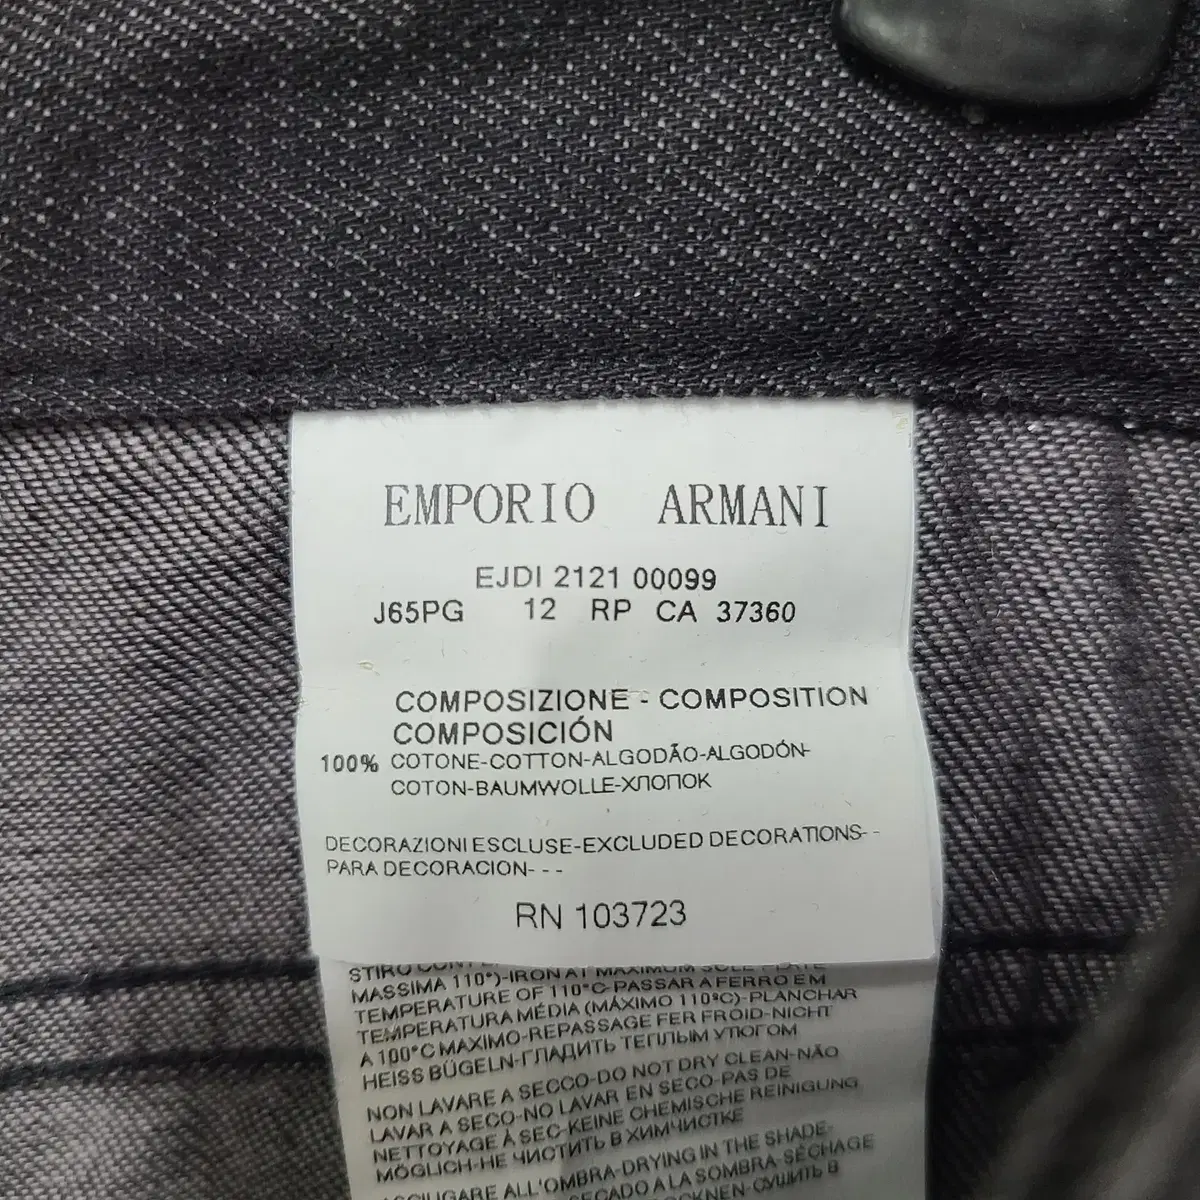 EMPORIO ARMANI
EJDI 2121 00099
J65PG 12 RP CA 37360
COMPOSIZIONE - COMPOSITION
COMPOSICIÓN
100% COTONE-COTTON-ALGODÃO-ALGODÓN-
COTON-BAUMWOLLE-ХЛОПОК
DECORAZIONI ESCLUSE-EXCLUDED DECORATIONS--
PARA DECORACION---
RN 103723
STIRO
MASSIMA 110°)-IRON AT MAXIMUM SOLE PLATE
TEMPERATURE OF 110°C-PASSAR A FERRO EM
TEMPERATURA MÉDIA (MÁXIMO 110°C)-PLANCHAR
A 100°C MAXIMO-REPASSAGE FER FROID-NICHT
HEISS BÜGELN-ГЛАДИТЬ ТЕПЛЫМ УТЮГОМ
NON LAVARE A SECCO-DO NOT DRY CLEAN-NÃO
LAVAR A SECO-NO LAVAR EN SECO-PAS DE
NETTOYAGE À SEC-KEINE CHEMISCHE REINIGUNG
MÖGLICH-НЕ ЧИСТИТЬ В ХИМЧИСТКЕ
ASCIUGARE ALL'OMBRA-DRYING IN THE SHADE-
SECADO A LA SOMBRA-SÉCHAGE
СУШИТЬ В